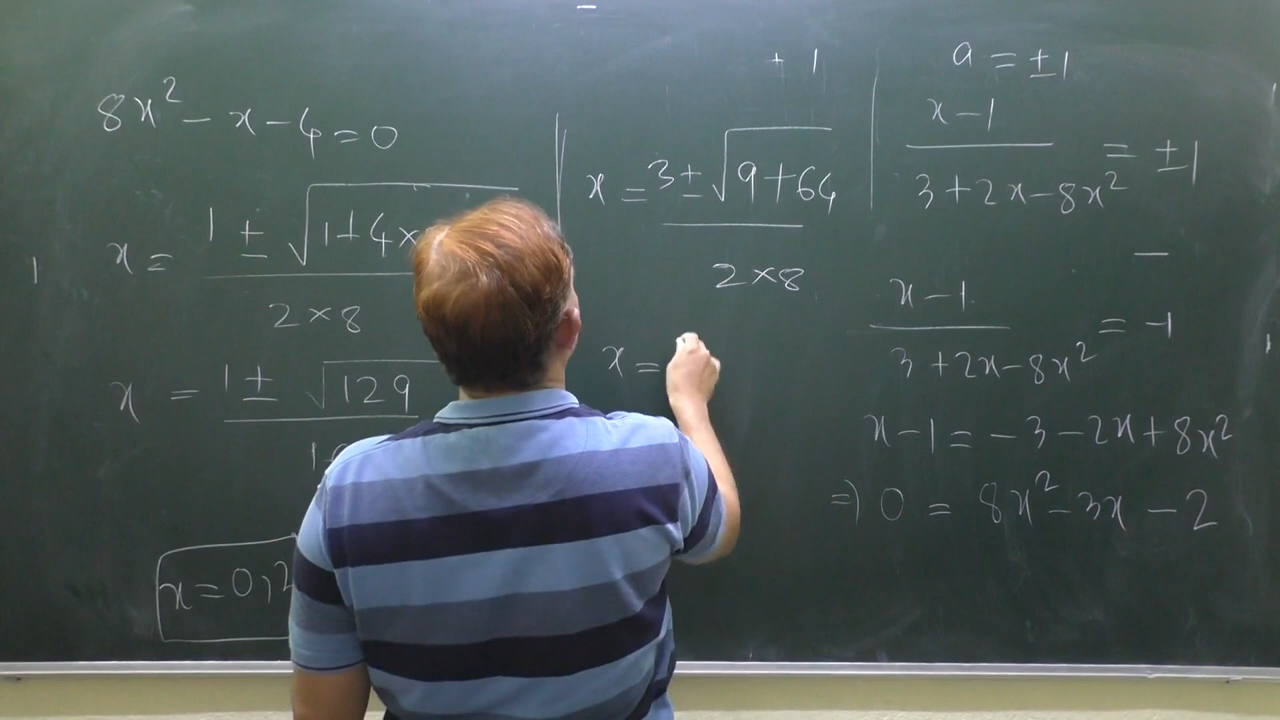 8x² - x - 4 = 0
x = 1 ± √1+4×
2×8
x = 1 ± √129
x = 0,2
+ 1
x = 3 ± √9+64
2×8
x =
a = ±1
x - 1
= ±1
3 + 2x - 8x²
x - 1
= -1
3 + 2x - 8x²
x - 1 = -3 - 2x + 8x²
⇒ 0 = 8x² - 3x - 2